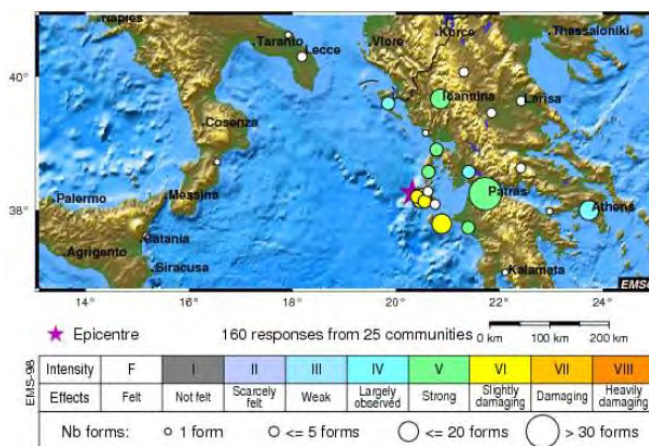 Naples
Taranto
Lecce
Vlore
Korce
Thessaloniki
40°
Ioannina
Larisa
Cosenza
Patras
Athens
Palermo
Messina
38°
Catania
Agrigento
Siracusa
Kalamata
EMSC
14° 16° 18° 20° 22° 24°
Epicentre 160 responses from 25 communities
0 km 100 km 200 km
EMS-98
Intensity F I II III IV V VI VII VIII
Effects Felt Not felt Scarcely felt Weak Largely observed Strong Slightly damaging Damaging Heavily damaging
Nb forms: 1 form <= 5 forms <= 20 forms > 30 forms